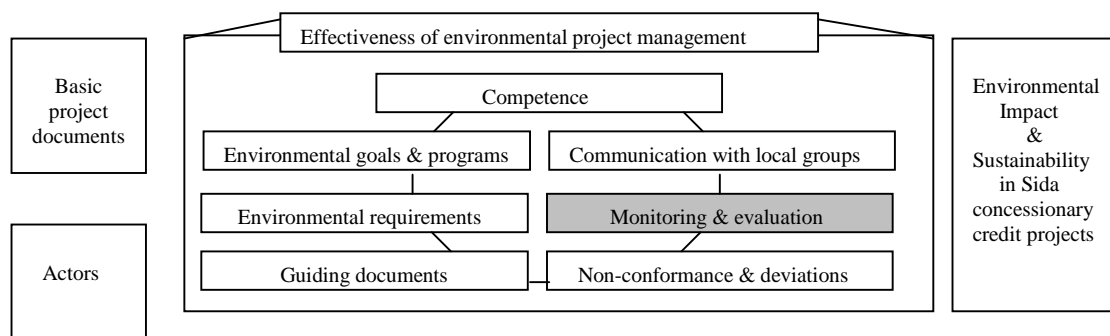 Effectiveness of environmental project management
Basic
project
documents
Actors
Competence
Environmental goals & programs
Communication with local groups
Environmental requirements
Monitoring & evaluation
Guiding documents
Non-conformance & deviations
Environmental
Impact
&
Sustainability
in Sida
concessionary
credit projects